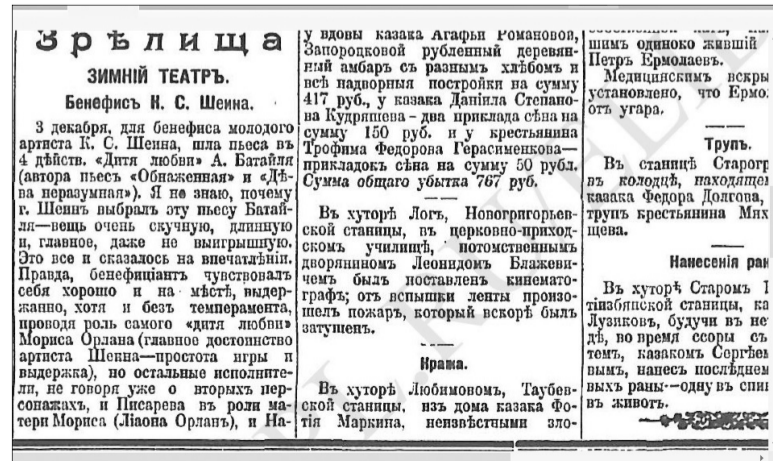 Зрѣлища
ЗИМНІЙ ТЕАТРЪ.
Бенефисъ К. С. Шеина.
3 декабря, для бенефиса молодого
артиста К. С. Шеина, шла пьеса въ
4 дѣйств. «Дитя любви» А. Батайля
(автора пьесъ «Обнаженная» и «Дѣ-
ва неразумная»). Я не знаю, почему
г. Шеинъ выбралъ эту пьесу Батай-
ля—вещь очень скучную, длинную
и, главное, даже не выигрышную.
Это все и сказалось на впечатлѣніи.
Правда, бенефиціантъ чувствовалъ
себя хорошо и на мѣстѣ, выдер-
жанно, хотя и безъ темперамента,
проводя роль самого «дитя любви»
Мориса Орлана (главное достоинство
артиста Шеина—простота игры и
выдержка), но остальные исполните-
ли, не говоря уже о вторыхъ пер-
сонажахъ, и Писарева въ роли ма-
тери Мориса (Ліаона Орланъ), и На-
у вдовы казака Агафьи Романовой,
Запороцковой рубленный деревян-
ный амбаръ съ разнымъ хлѣбомъ и
всѣ надворныя постройки на сумму
417 руб., у казака Даніила Степано-
ва Кудряшева - два приклада сѣна на
сумму 150 руб. и у крестьянина
Трофима Федорова Герасименкова—
прикладокъ сѣна на сумму 50 рубл.
Сумма общаго убытка 767 руб.
Въ хуторѣ Логъ, Новогригорьев-
ской станицы, въ церковно-приход-
скомъ училищѣ, потомственнымъ
дворяниномъ Леонидомъ Блажеви-
чемъ былъ поставленъ кинемато-
графъ; отъ вспышки ленты произо-
шелъ пожаръ, который вскорѣ былъ
затушенъ.
Кража.
Въ хуторѣ Любимовомъ, Таубев-
ской станицы, изъ дома казака Фо-
тія Маркина, неизвѣстными зло-
шимъ одиноко жившій
Петръ Ермолаевъ.
Медицинскимъ вскры
установлено, что Ермо
отъ угара.
Трупъ.
Въ станицѣ Старогр
въ колодцѣ, находящем
казака Федора Долгова,
трупъ крестьянина Мих
щева.
Нанесенія ран
Въ хуторѣ Старомъ
тіизбянской станицы, ка
Лузиковъ, будучи въ не
дѣ, во время ссоры съ
темъ, казакомъ Сергѣем
вымъ, нанесъ послѣднем
выхъ раны—одну въ спин
въ животъ.